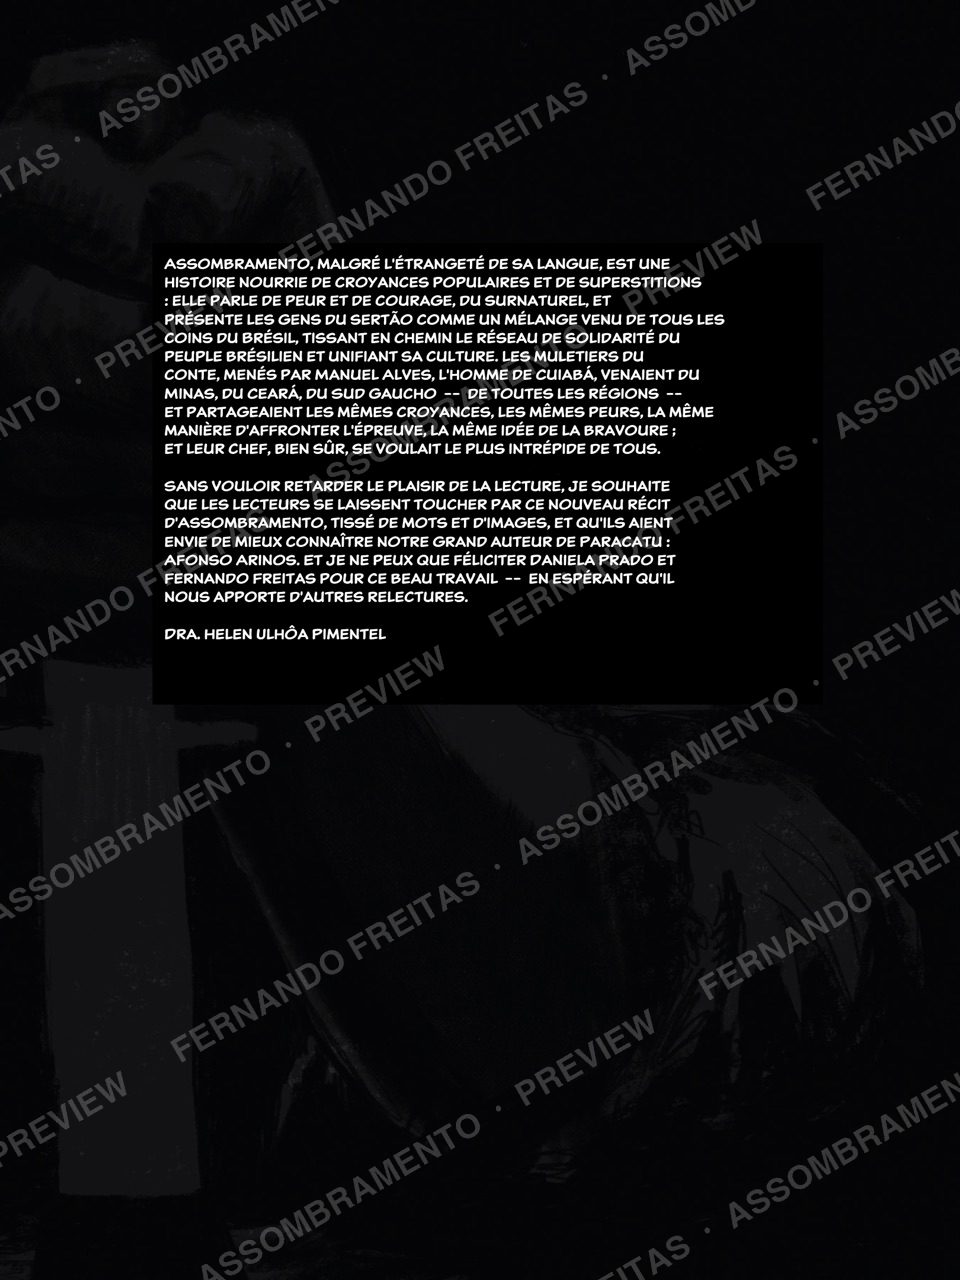 ASSOMBRAMENTO, MALGRÉ L'ÉTRANGETÉ DE SA LANGUE, EST UNE
HISTOIRE NOURRIE DE CROYANCES POPULAIRES ET DE SUPERSTITIONS
: ELLE PARLE DE PEUR ET DE COURAGE, DU SURNATUREL, ET
PRÉSENTE LES GENS DU SERTÃO COMME UN MÉLANGE VENU DE TOUS LES
COINS DU BRÉSIL, TISSANT EN CHEMIN LE RÉSEAU DE SOLIDARITÉ DU
PEUPLE BRÉSILIEN ET UNIFIANT SA CULTURE. LES MULETIERS DU
CONTE, MENÉS PAR MANUEL ALVES, L'HOMME DE CUIABÁ, VENAIENT DU
MINAS, DU CEARÁ, DU SUD GAUCHO -- DE TOUTES LES RÉGIONS --
ET PARTAGEAIENT LES MÊMES CROYANCES, LES MÊMES PEURS, LA MÊME
MANIÈRE D'AFFRONTER L'ÉPREUVE, LA MÊME IDÉE DE LA BRAVOURE ;
ET LEUR CHEF, BIEN SÛR, SE VOULAIT LE PLUS INTRÉPIDE DE TOUS.
SANS VOULOIR RETARDER LE PLAISIR DE LA LECTURE, JE SOUHAITE
QUE LES LECTEURS SE LAISSENT TOUCHER PAR CE NOUVEAU RÉCIT
D'ASSOMBRAMENTO, TISSÉ DE MOTS ET D'IMAGES, ET QU'ILS AIENT
ENVIE DE MIEUX CONNAÎTRE NOTRE GRAND AUTEUR DE PARACATU :
AFONSO ARINOS. ET JE NE PEUX QUE FÉLICITER DANIELA PRADO ET
FERNANDO FREITAS POUR CE BEAU TRAVAIL -- EN ESPÉRANT QU'IL
NOUS APPORTE D'AUTRES RELECTURES.
DRA. HELEN ULHÔA PIMENTEL
FERNANDO FREITAS · ASSOMBRAMENTO · PREVIEW